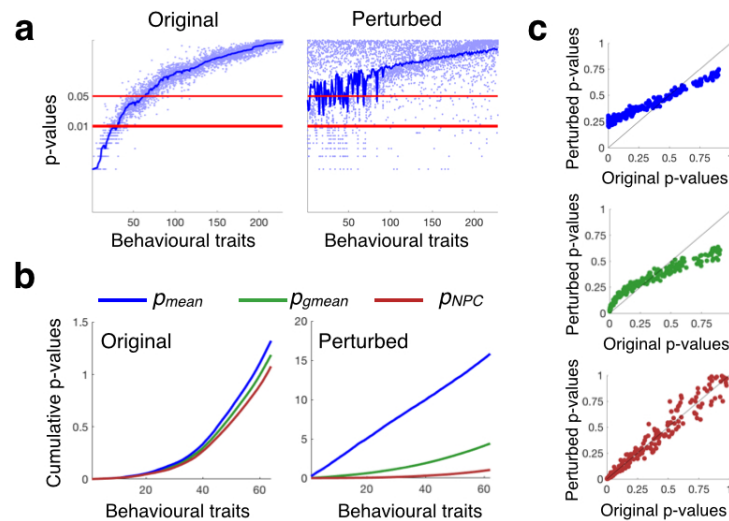 a
Original
Perturbed
p-values
0.05
0.01
50 100 150 200
50 100 150 200
Behavioural traits
Behavioural traits
b
pmean
pgmean
pNPC
Cumulative p-values
Original
1.5
1
0.5
0
20 40 60
Behavioural traits
Perturbed
20
15
10
5
0
20 40 60
Behavioural traits
c
Perturbed p-values
1
0.75
0.5
0.25
0
0 0.25 0.5 0.75
Original p-values
Perturbed p-values
1
0.75
0.5
0.25
0
0 0.25 0.5 0.75
Original p-values
Perturbed p-values
1
0.75
0.5
0.25
0
0 0.25 0.5 0.75 1
Original p-values